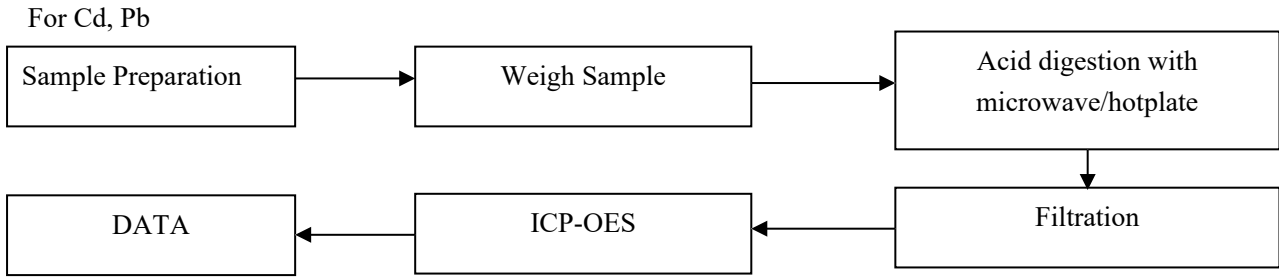 For Cd, Pb
Sample Preparation
Weigh Sample
Acid digestion with
microwave/hotplate
Filtration
ICP-OES
DATA